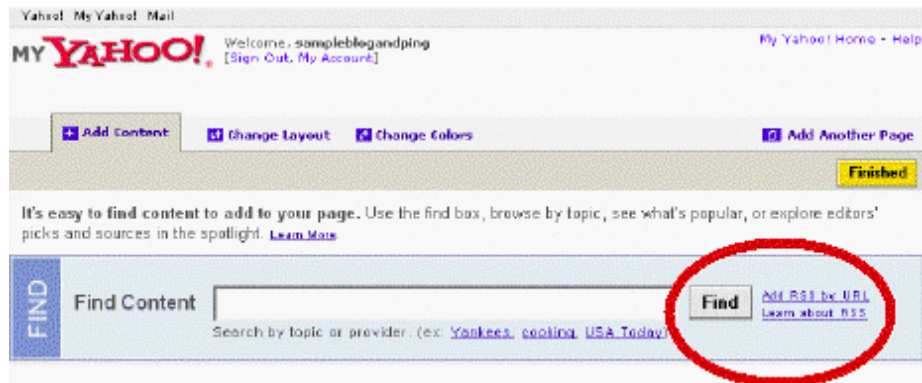 Yahoo! My Yahoo! Mail
MY YAHOO! Welcome, sampleblogandping My Yahoo! Home - Help
[Sign Out, My Account]
Add Content Change Layout Change Colors Add Another Page
Finished
It's easy to find content to add to your page. Use the find box, browse by topic, see what's popular, or explore editors'
picks and sources in the spotlight. Learn More
FIND
Find Content Find Add RSS by URL
Learn about RSS
Search by topic or provider. (ex: Yankees, cooking, USA Today)